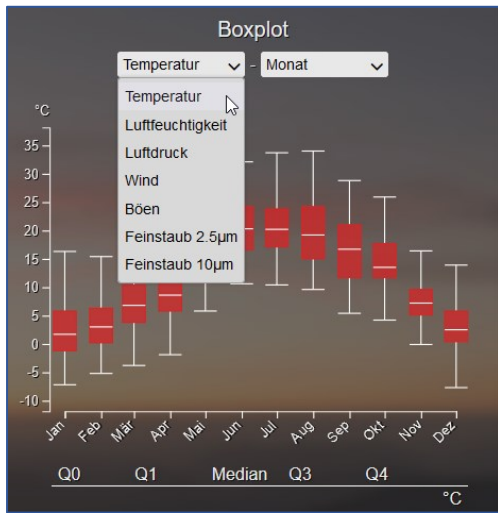 Boxplot
Temperatur - Monat
Temperatur
°C
Luftfeuchtigkeit
35
Luftdruck
30
Wind
25
Böen
20
Feinstaub 2.5µm
15
Feinstaub 10µm
10
5
0
-5
-10
Jan Feb Mär Apr Mai Jun Jul Aug Sep Okt Nov Dez
Q0 Q1 Median Q3 Q4
°C